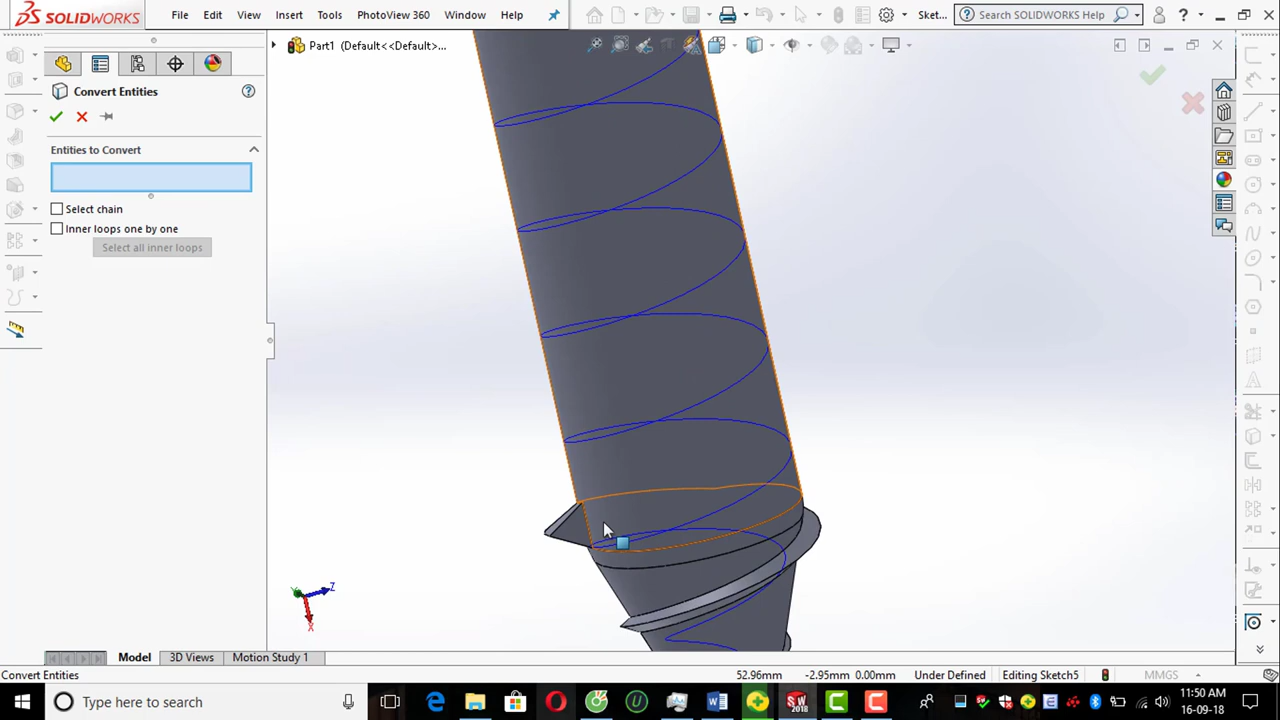 SOLIDWORKS File Edit View Insert Tools PhotoView 360 Window Help Sket... Search SOLIDWORKS Help ?
Part1 (Default<<Default>...
Convert Entities
Entities to Convert
Select chain
Inner loops one by one
Select all inner loops
Z
X
Model 3D Views Motion Study 1
Convert Entities 52.96mm -2.95mm 0.00mm Under Defined Editing Sketch5 MMGS
Type here to search
11:50 AM
16-09-18